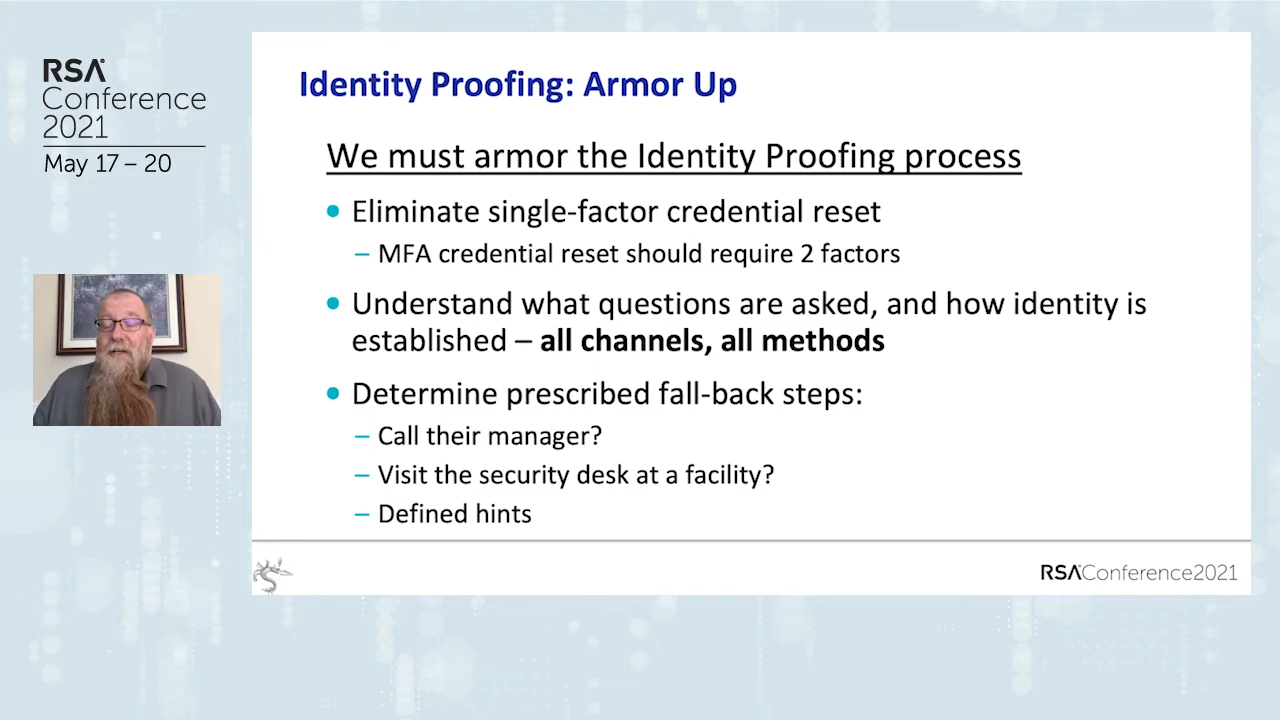 RSA
Conference
2021
May 17 – 20
Identity Proofing: Armor Up
We must armor the Identity Proofing process
• Eliminate single-factor credential reset
– MFA credential reset should require 2 factors
• Understand what questions are asked, and how identity is
established – all channels, all methods
• Determine prescribed fall-back steps:
– Call their manager?
– Visit the security desk at a facility?
– Defined hints
RSAConference2021